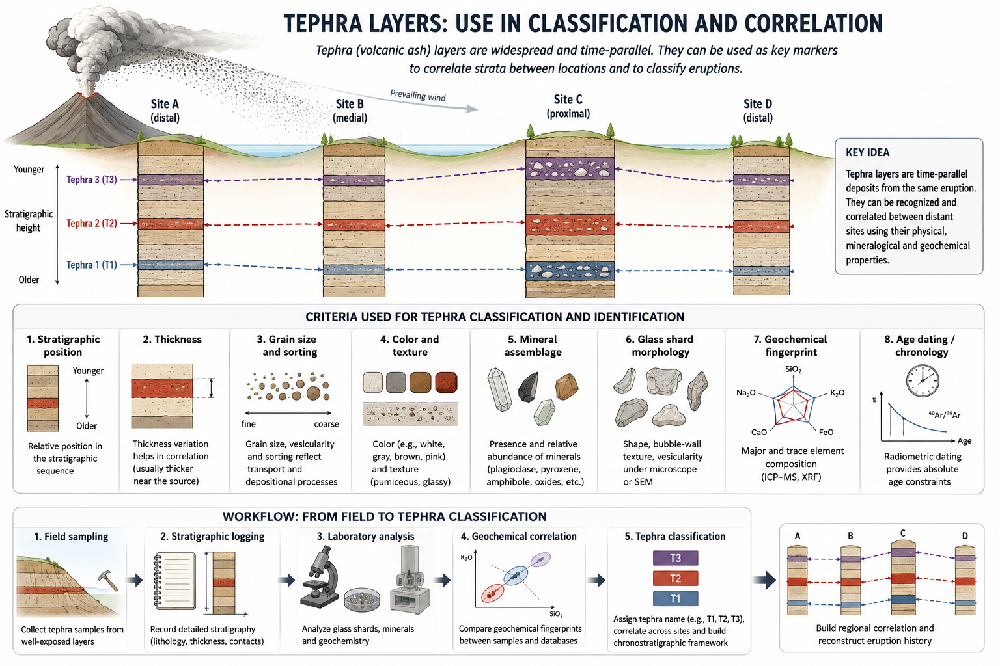 TEPHRA LAYERS: USE IN CLASSIFICATION AND CORRELATION
Tephra (volcanic ash) layers are widespread and time-parallel. They can be used as key markers
to correlate strata between locations and to classify eruptions.
Prevailing wind
Site A
(distal)
Site B
(medial)
Site C
(proximal)
Site D
(distal)
Younger
Stratigraphic
height
Older
Tephra 3 (T3)
Tephra 2 (T2)
Tephra 1 (T1)
KEY IDEA
Tephra layers are time-parallel
deposits from the same eruption.
They can be recognized and
correlated between distant
sites using their physical,
mineralogical and geochemical
properties.
CRITERIA USED FOR TEPHRA CLASSIFICATION AND IDENTIFICATION
1. Stratigraphic
position
Younger
Older
Relative position in
the stratigraphic
sequence
2. Thickness
Thickness variation
helps in correlation
(usually thicker
near the source)
3. Grain size
and sorting
fine
coarse
Grain size, vesicularity
and sorting reflect
transport and
depositional processes
4. Color and
texture
Color (e.g., white,
gray, brown, pink)
and texture
(pumiceous, glassy)
5. Mineral
assemblage
Presence and relative
abundance of minerals
(plagioclase, pyroxene,
amphibole, oxides, etc.)
6. Glass shard
morphology
Shape, bubble-wall
texture, vesicularity
under microscope
or SEM
7. Geochemical
fingerprint
SiO₂
Na₂O
K₂O
CaO
FeO
Major and trace element
composition
(ICP–MS, XRF)
8. Age dating /
chronology
⁴⁰Ar/³⁹Ar
Age
Radiometric dating
provides absolute
age constraints
WORKFLOW: FROM FIELD TO TEPHRA CLASSIFICATION
1. Field sampling
Collect tephra samples from
well-exposed layers
2. Stratigraphic logging
Record detailed stratigraphy
(lithology, thickness, contacts)
3. Laboratory analysis
Analyze glass shards, minerals
and geochemistry
4. Geochemical correlation
K₂O
SiO₂
Compare geochemical fingerprints
between samples and databases
5. Tephra classification
T3
T2
T1
Assign tephra name (e.g., T1, T2, T3),
correlate across sites and build
chronostratigraphic framework
A
B
C
D
Build regional correlation and
reconstruct eruption history